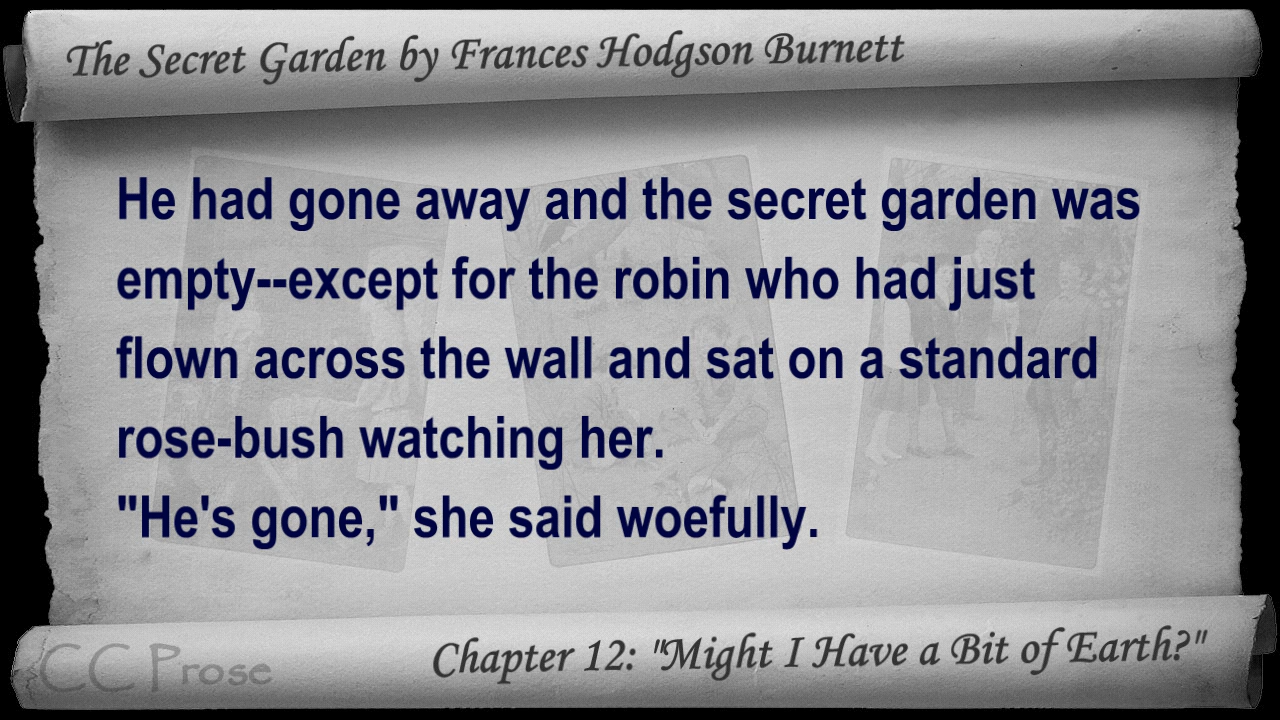 The Secret Garden by Frances Hodgson Burnett
He had gone away and the secret garden was
empty--except for the robin who had just
flown across the wall and sat on a standard
rose-bush watching her.
"He's gone," she said woefully.
CC Prose
Chapter 12: "Might I Have a Bit of Earth?"